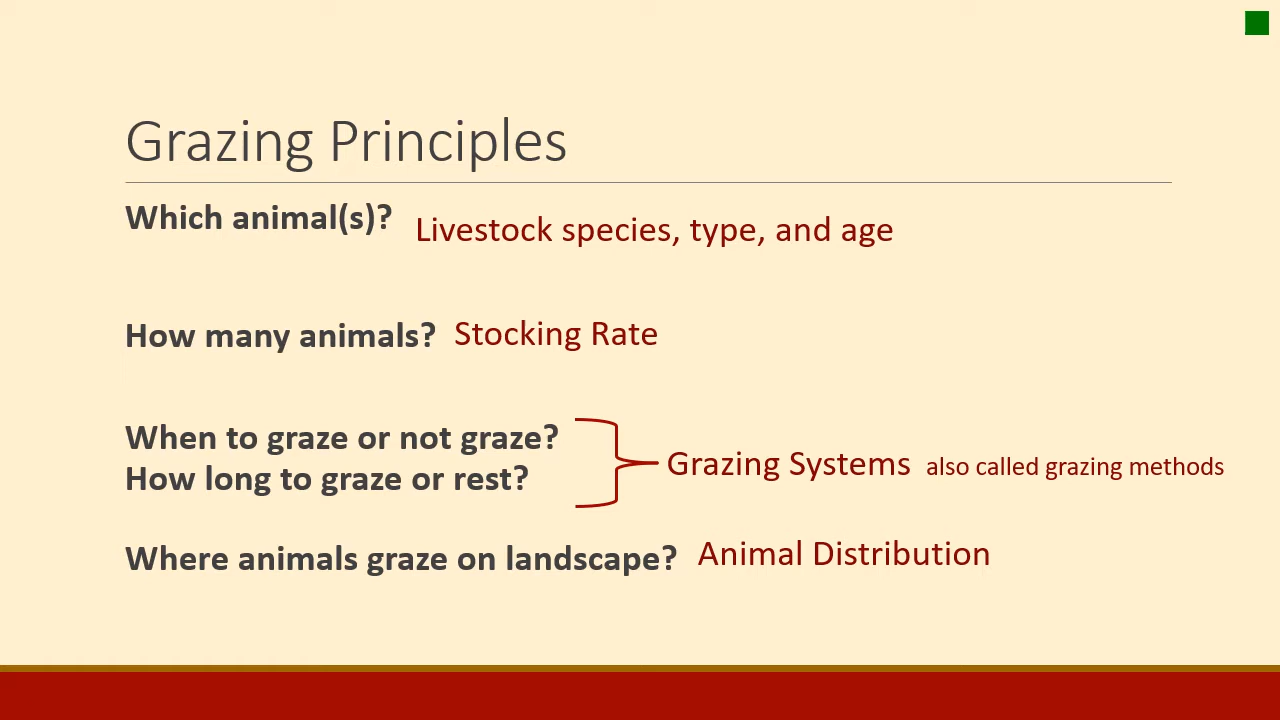 Grazing Principles
Which animal(s)? Livestock species, type, and age
How many animals? Stocking Rate
When to graze or not graze?
How long to graze or rest?
Grazing Systems also called grazing methods
Where animals graze on landscape? Animal Distribution